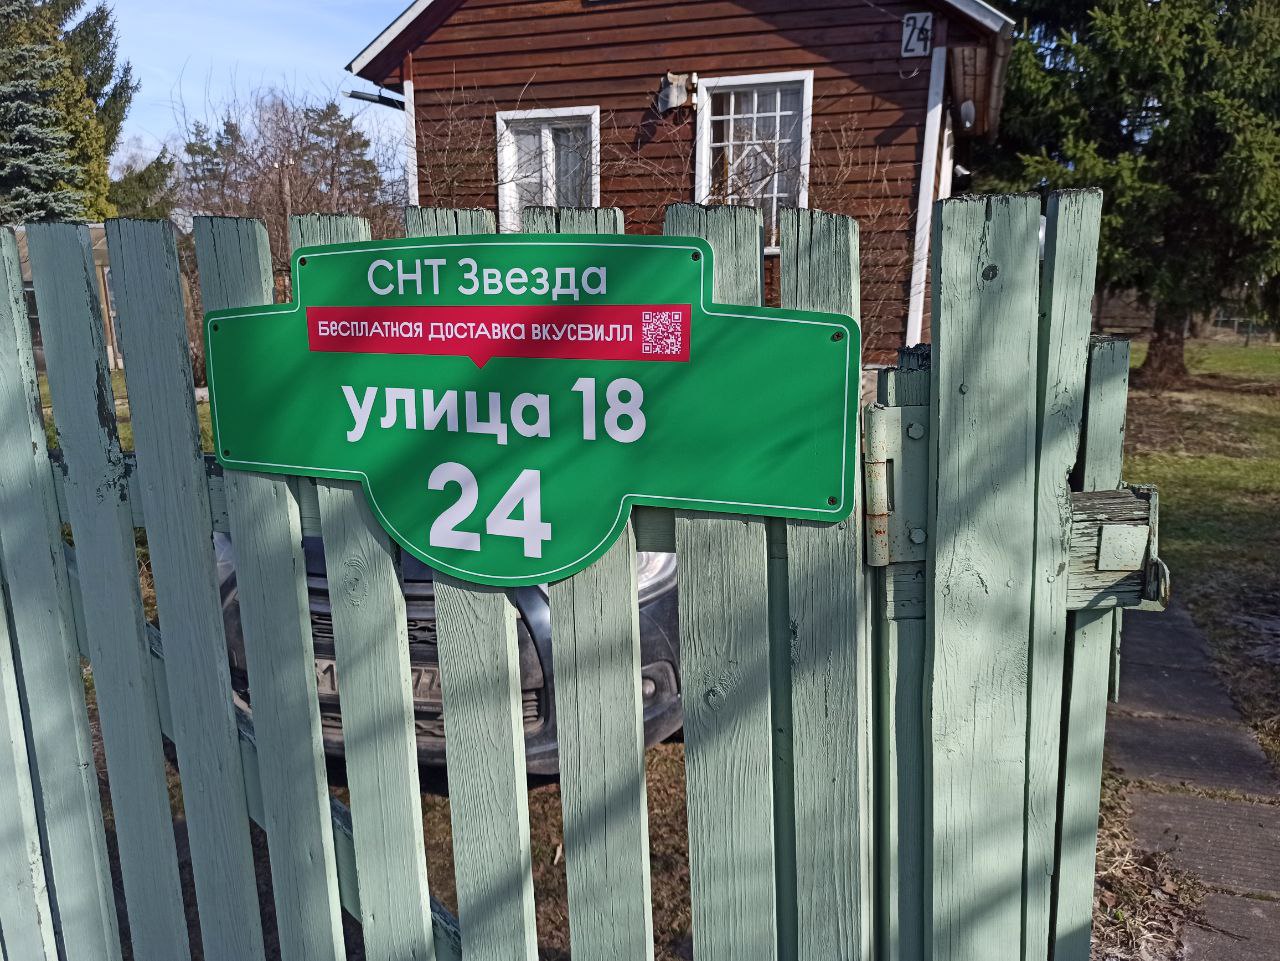 24
СНТ Звезда
БЕСПЛАТНАЯ ДОСТАВКА ВКУСВИЛЛ
улица 18
24